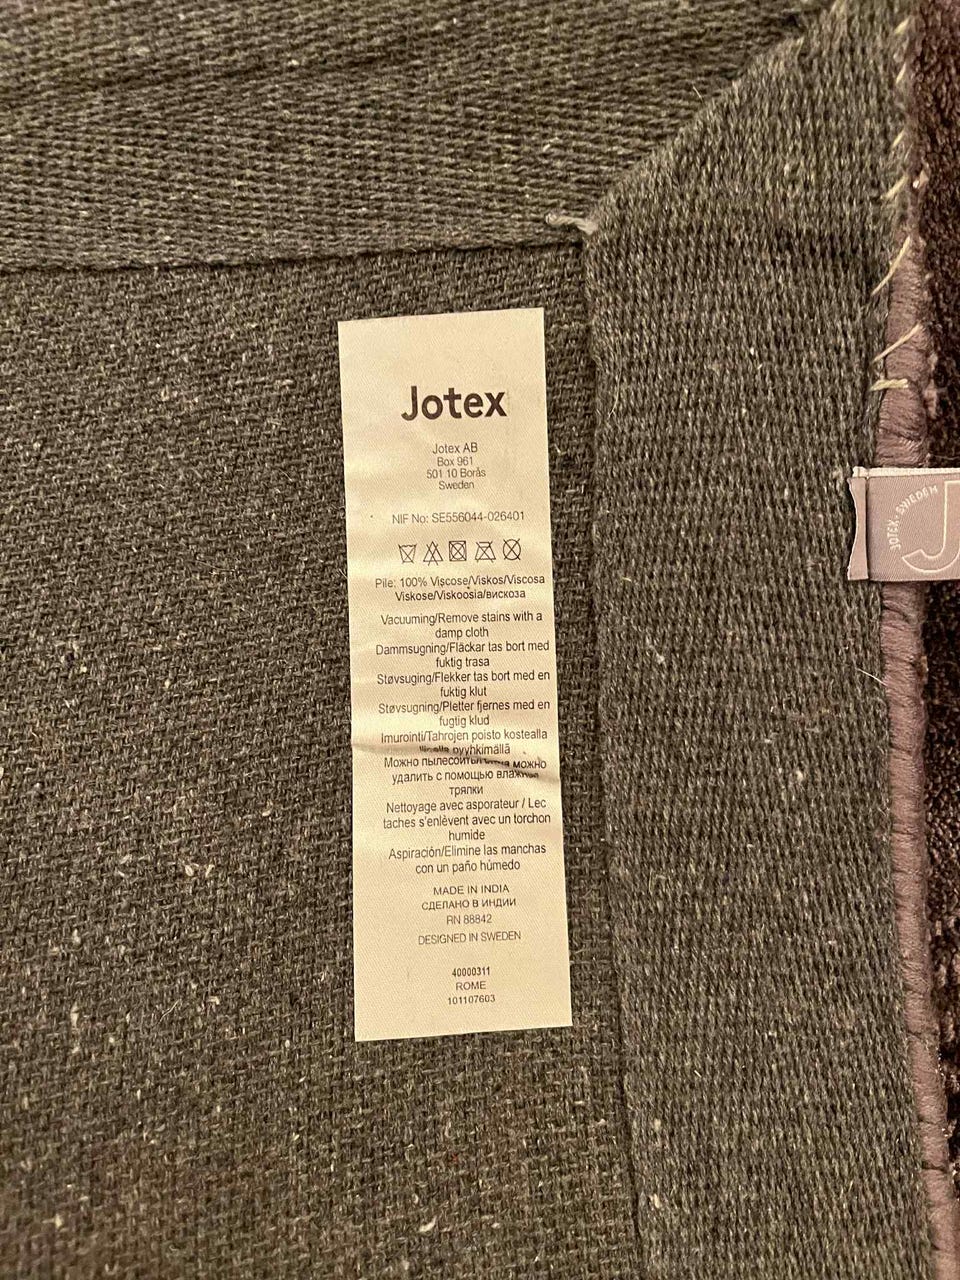 Jotex
Jotex AB
Box 961
501 10 Borås
Sweden
NIF No: SE556044-026401
Pile: 100% Viscose/Viskos/Viscosa
Viskose/Viskoosia/вискоза
Vacuuming/Remove stains with a
damp cloth
Dammsugning/Fläckar tas bort med
fuktig trasa
Støvsuging/Flekker tas bort med en
fuktig klut
Støvsugning/Pletter fjernes med en
fugtig klud
Imurointi/Tahrojen poisto kostealla
pyyhkimällä
Можно можно
удалить с помощью
тряпки
Nettoyage avec asporateur / Lec
taches s'enlèvent avec un torchon
humide
Aspiración/Elimine las manchas
con un paño húmedo
MADE IN INDIA
СДЕЛАНО В ИНДИИ
RN 88842
DESIGNED IN SWEDEN
40000311
ROME
101107603
JOTEX, SWEDEN
J